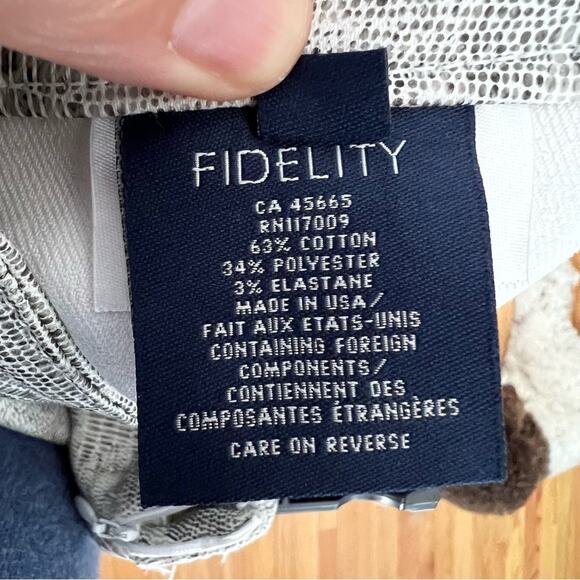 FIDELITY
CA 45665
RN117009
63% COTTON
34% POLYESTER
3% ELASTANE
MADE IN USA/
FAIT AUX ETATS-UNIS
CONTAINING FOREIGN
COMPONENTS/
CONTIENNENT DES
COMPOSANTES ÉTRANGÈRES
CARE ON REVERSE